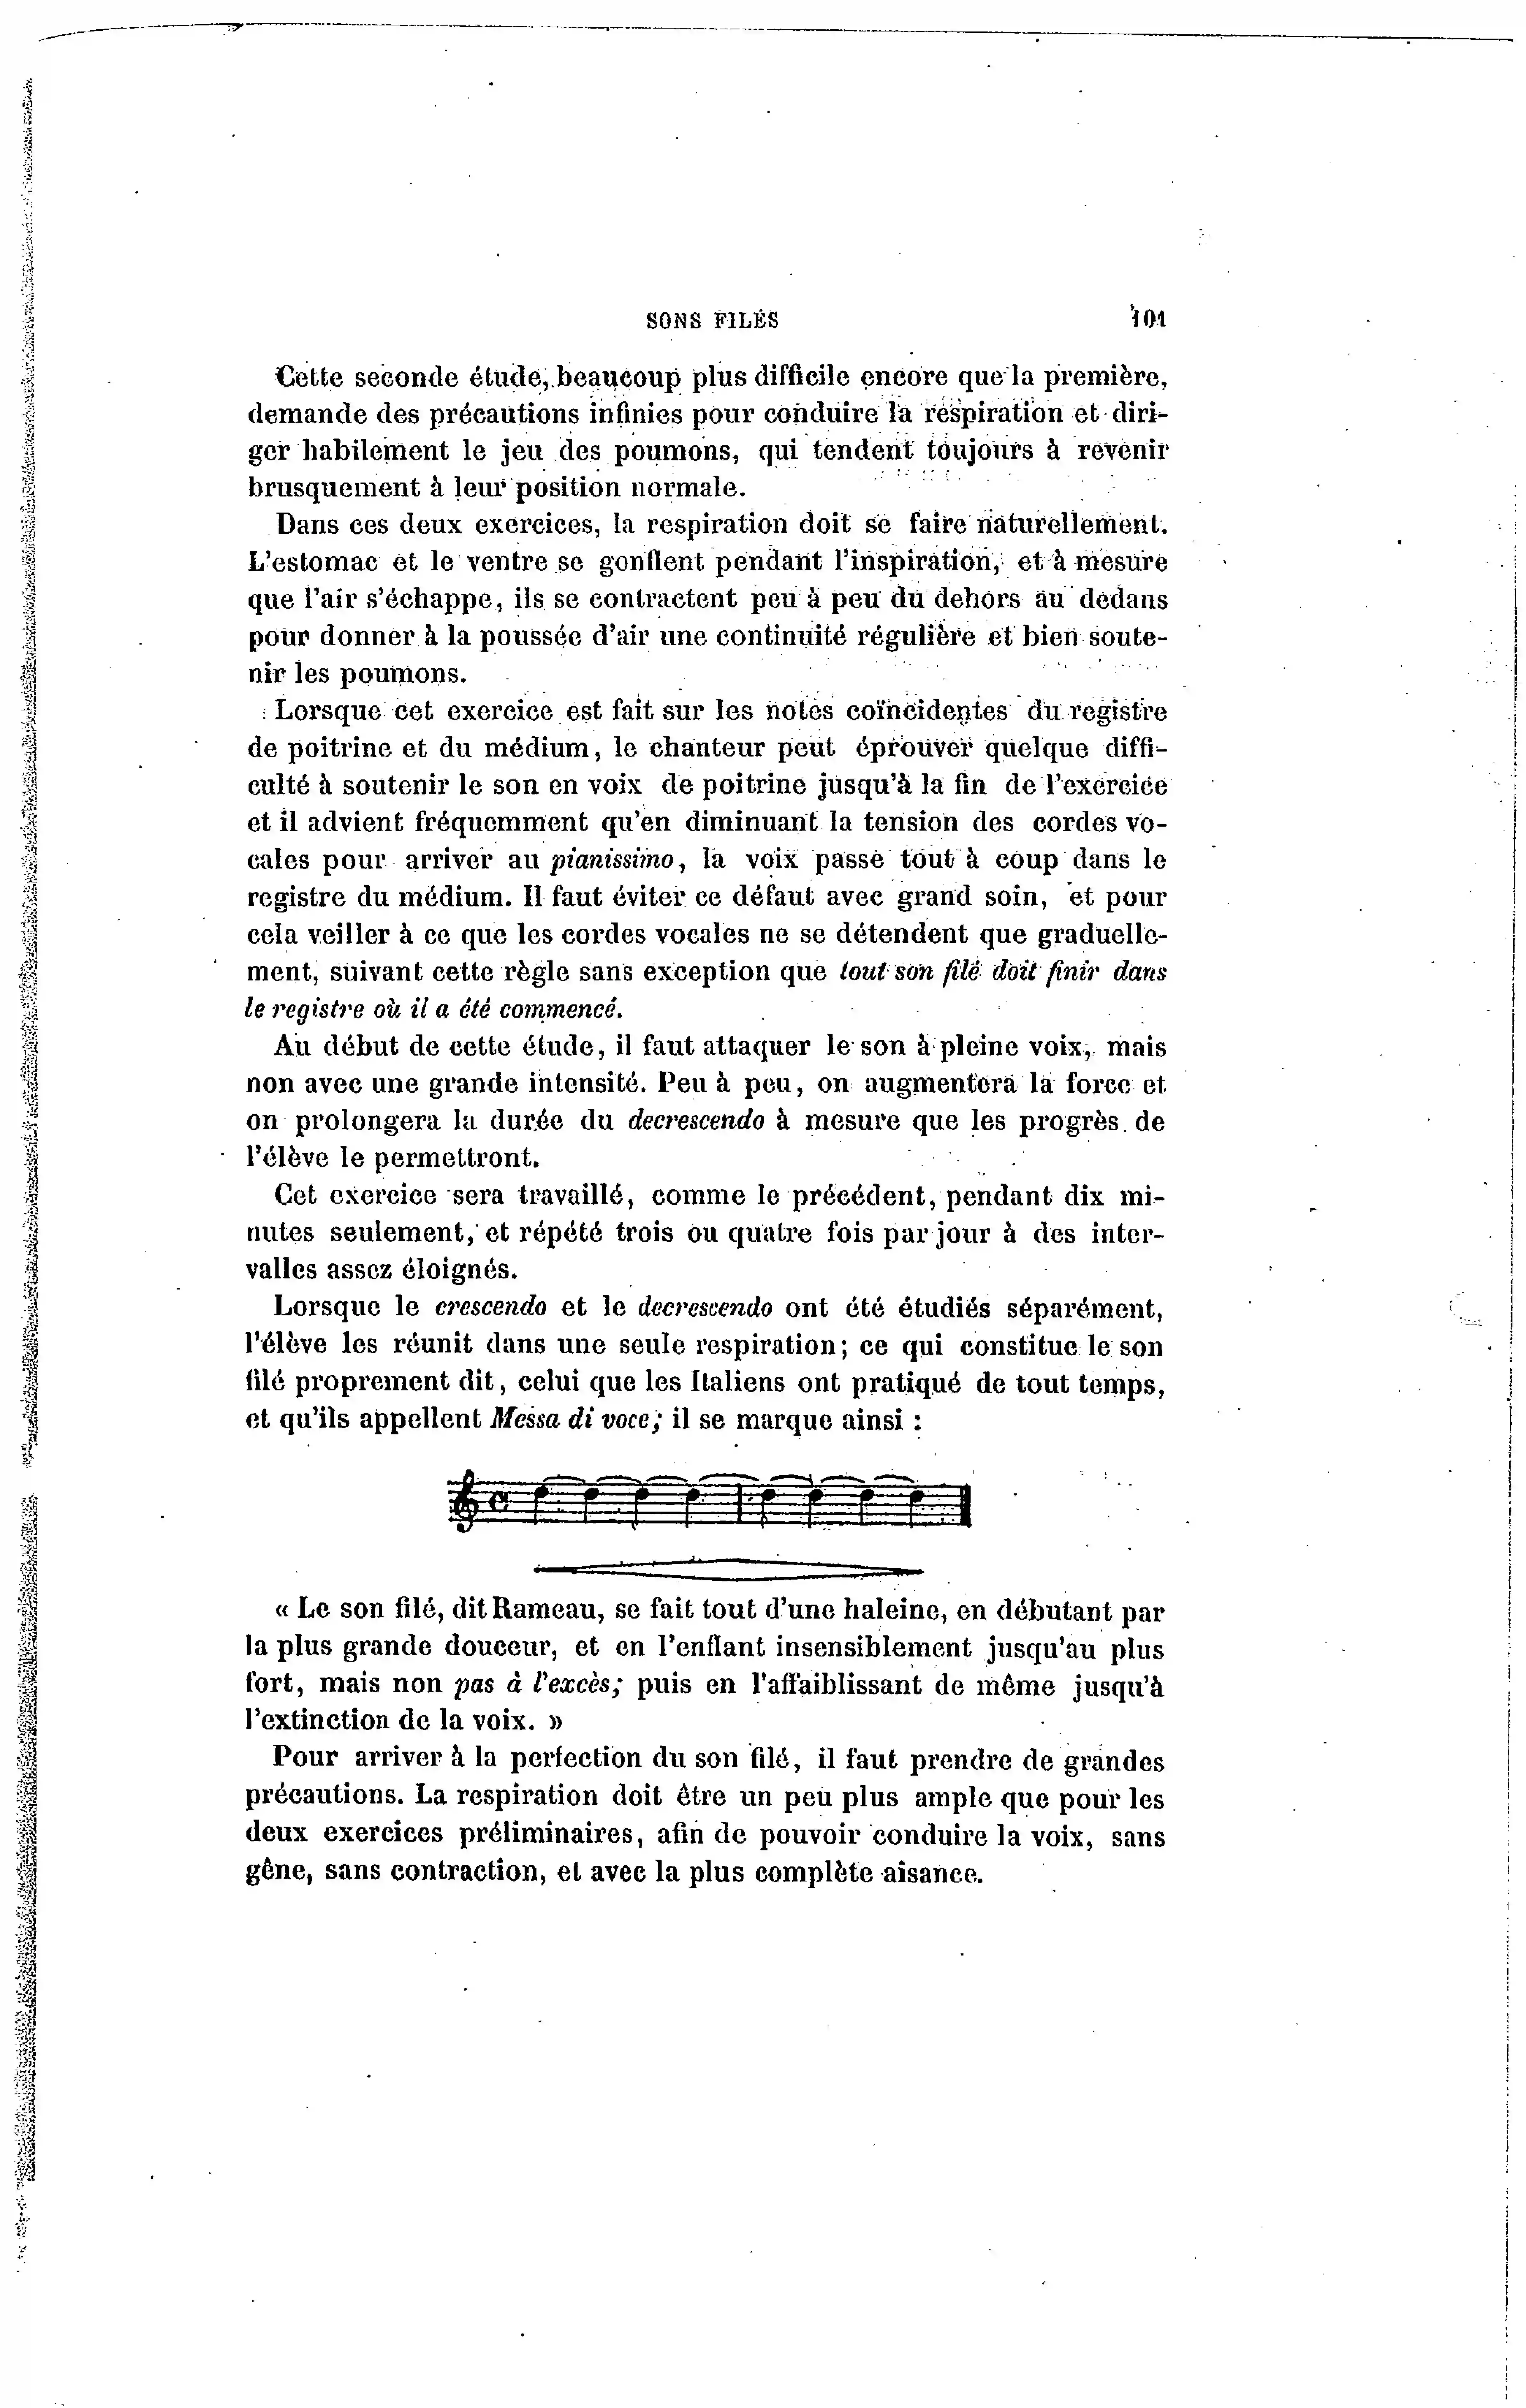 SONS FILÉS 101
Cette seconde étude, beaucoup plus difficile encore que la première,
demande des précautions infinies pour conduire la respiration et diri-
ger habilement le jeu des poumons, qui tendent toujours à revenir
brusquement à leur position normale.
Dans ces deux exercices, la respiration doit se faire naturellement.
L'estomac et le ventre se gonflent pendant l'inspiration, et à mesure
que l'air s'échappe, ils se contractent peu à peu du dehors au dedans
pour donner à la poussée d'air une continuité régulière et bien soute-
nir les poumons.
Lorsque cet exercice est fait sur les notes coïncidentes du registre
de poitrine et du médium, le chanteur peut éprouver quelque diffi-
culté à soutenir le son en voix de poitrine jusqu'à la fin de l'exercice
et il advient fréquemment qu'en diminuant la tension des cordes vo-
cales pour arriver au pianissimo, la voix passe tout à coup dans le
registre du médium. Il faut éviter ce défaut avec grand soin, et pour
cela veiller à ce que les cordes vocales ne se détendent que graduelle-
ment, suivant cette règle sans exception que tout son filé doit finir dans
le registre où il a été commencé.
Au début de cette étude, il faut attaquer le son à pleine voix, mais
non avec une grande intensité. Peu à peu, on augmentera la force et
on prolongera la durée du decrescendo à mesure que les progrès de
l'élève le permettront.
Cet exercice sera travaillé, comme le précédent, pendant dix mi-
nutes seulement, et répété trois ou quatre fois par jour à des inter-
valles assez éloignés.
Lorsque le crescendo et le decrescendo ont été étudiés séparément,
l'élève les réunit dans une seule respiration; ce qui constitue le son
filé proprement dit, celui que les Italiens ont pratiqué de tout temps,
et qu'ils appellent Messa di voce; il se marque ainsi :
« Le son filé, dit Rameau, se fait tout d'une haleine, en débutant par
la plus grande douceur, et en l'enflant insensiblement jusqu'au plus
fort, mais non pas à l'excès; puis en l'affaiblissant de même jusqu'à
l'extinction de la voix. »
Pour arriver à la perfection du son filé, il faut prendre de grandes
précautions. La respiration doit être un peu plus ample que pour les
deux exercices préliminaires, afin de pouvoir conduire la voix, sans
gêne, sans contraction, et avec la plus complète aisance.